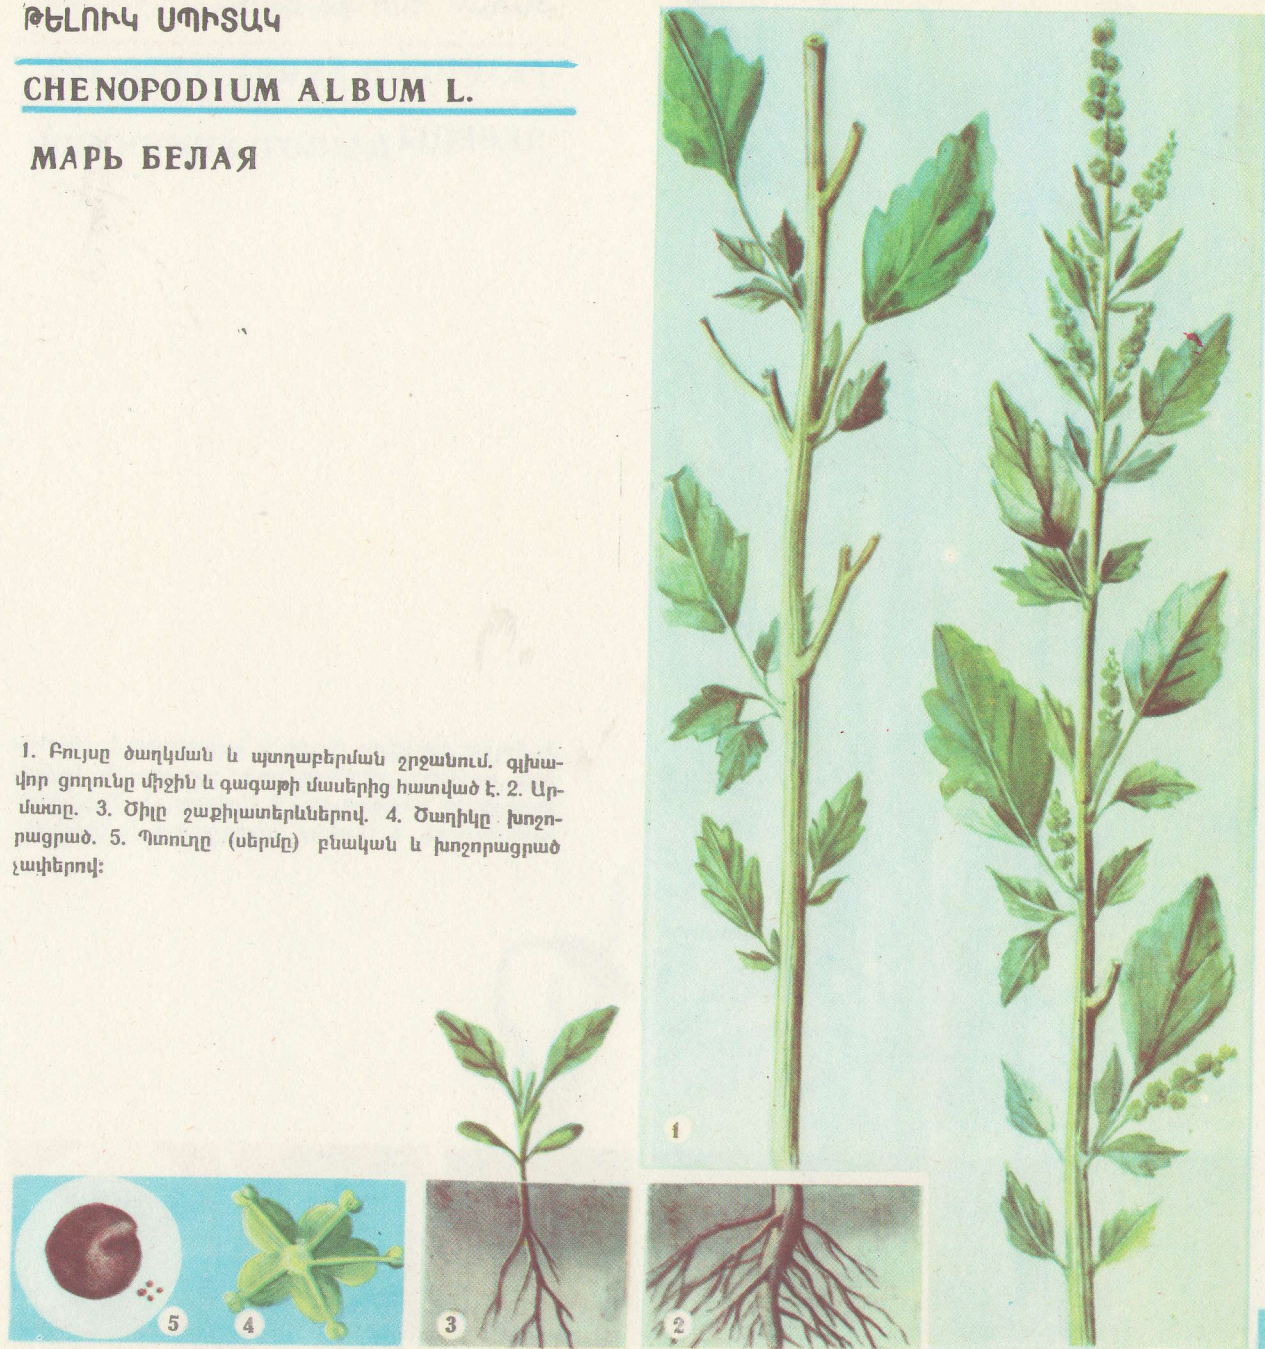 ԹԵԼՈՒԿ ՍՊԻՏԱԿ
CHENOPODIUM ALBUM L.
МАРЬ БЕЛАЯ
1. Բույսը ծաղկման և պտղաբերման շրջանում. գլխա-
վոր ցողունը միջին և գագաթի մասերից հատված է. 2. Ար-
մատը. 3. Ծիլը շաքիլատերևներով. 4. Ծաղիկը խոշո-
րացրած. 5. Պտուղը (սերմը) բնական և խոշորացրած
չափերով:
1
5
4
3
2